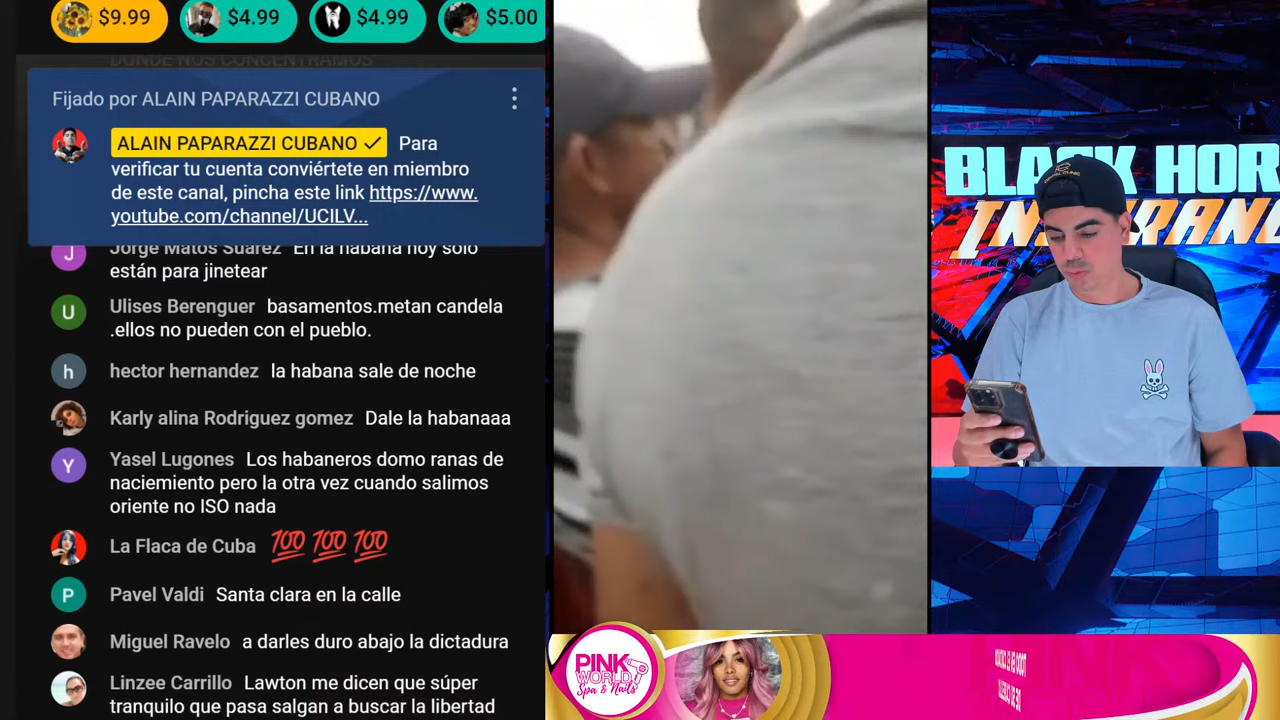 $9.99
$4.99
$4.99
$5.00
DONDE NOS CONCENTRAMOS
Fijado por ALAIN PAPARAZZI CUBANO
ALAIN PAPARAZZI CUBANO Para
verificar tu cuenta conviértete en miembro
de este canal, pincha este link https://www.
youtube.com/channel/UCILV...
J
Jorge Matos Suarez En la habana hoy solo
están para jinetear
U
Ulises Berenguer basamentos.metan candela
.ellos no pueden con el pueblo.
h
hector hernandez la habana sale de noche
Karly alina Rodriguez gomez Dale la habanaaa
Y
Yasel Lugones Los habaneros domo ranas de
naciemiento pero la otra vez cuando salimos
oriente no ISO nada
La Flaca de Cuba 💯 💯 💯
P
Pavel Valdi Santa clara en la calle
Miguel Ravelo a darles duro abajo la dictadura
Linzee Carrillo Lawton me dicen que súper
tranquilo que pasa salgan a buscar la libertad
BLACK HOR
PINK
WORLD
Spa & Nails